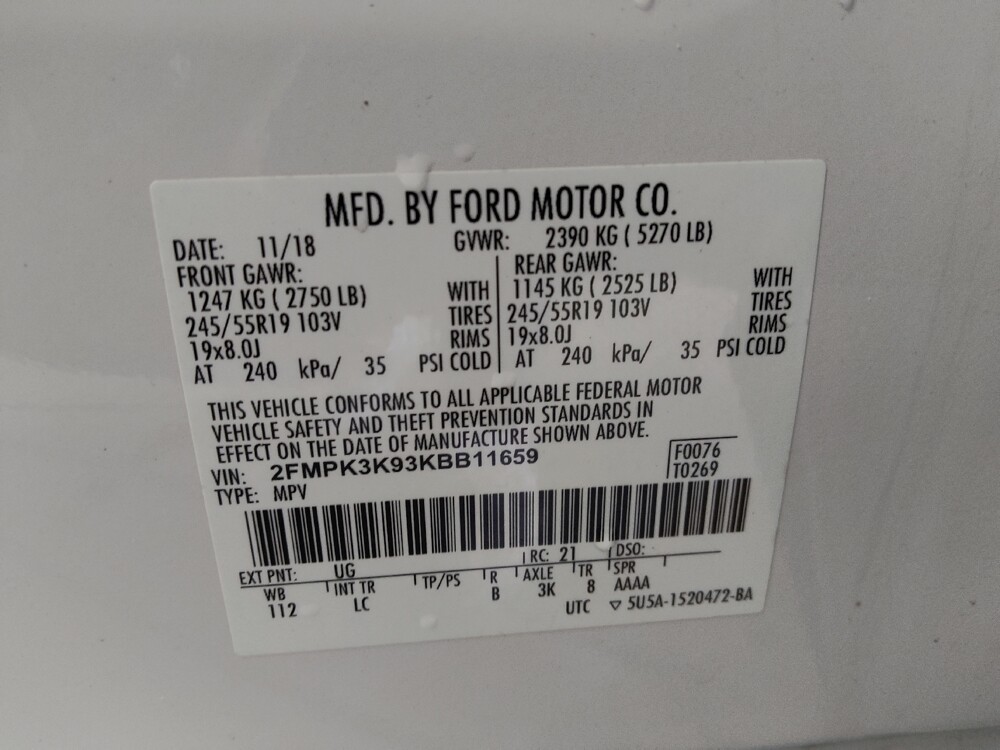 MFD. BY FORD MOTOR CO.
DATE: 11/18 GVWR: 2390 KG ( 5270 LB)
FRONT GAWR: REAR GAWR:
1247 KG ( 2750 LB) WITH 1145 KG ( 2525 LB) WITH
245/55R19 103V TIRES 245/55R19 103V TIRES
19x8.0J RIMS 19x8.0J RIMS
AT 240 kPa/ 35 PSI COLD AT 240 kPa/ 35 PSI COLD
THIS VEHICLE CONFORMS TO ALL APPLICABLE FEDERAL MOTOR
VEHICLE SAFETY AND THEFT PREVENTION STANDARDS IN
EFFECT ON THE DATE OF MANUFACTURE SHOWN ABOVE.
VIN: 2FMPK3K93KBB11659 F0076
TYPE: MPV T0269
EXT PNT: UG RC: 21 DSO:
WB INT TR TP/PS R AXLE TR SPR
112 LC B 3K 8 AAAA
UTC ▽ 5U5A-1520472-BA